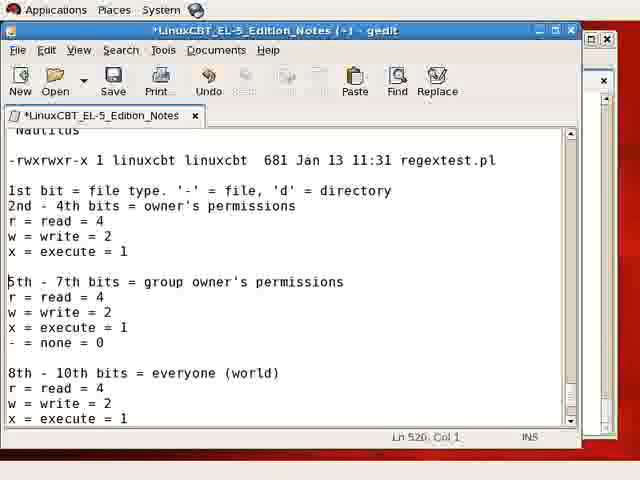 Applications Places System
*LinuxCBT_EL-5_Edition_Notes (~) - gedit
File Edit View Search Tools Documents Help
New Open Save Print... Undo Paste Find Replace
*LinuxCBT_EL-5_Edition_Notes
Nautilus
-rwxrwxr-x 1 linuxcbt linuxcbt 681 Jan 13 11:31 regextest.pl
1st bit = file type. '-' = file, 'd' = directory
2nd - 4th bits = owner's permissions
r = read = 4
w = write = 2
x = execute = 1
5th - 7th bits = group owner's permissions
r = read = 4
w = write = 2
x = execute = 1
- = none = 0
8th - 10th bits = everyone (world)
r = read = 4
w = write = 2
x = execute = 1
Ln 520, Col 1 INS